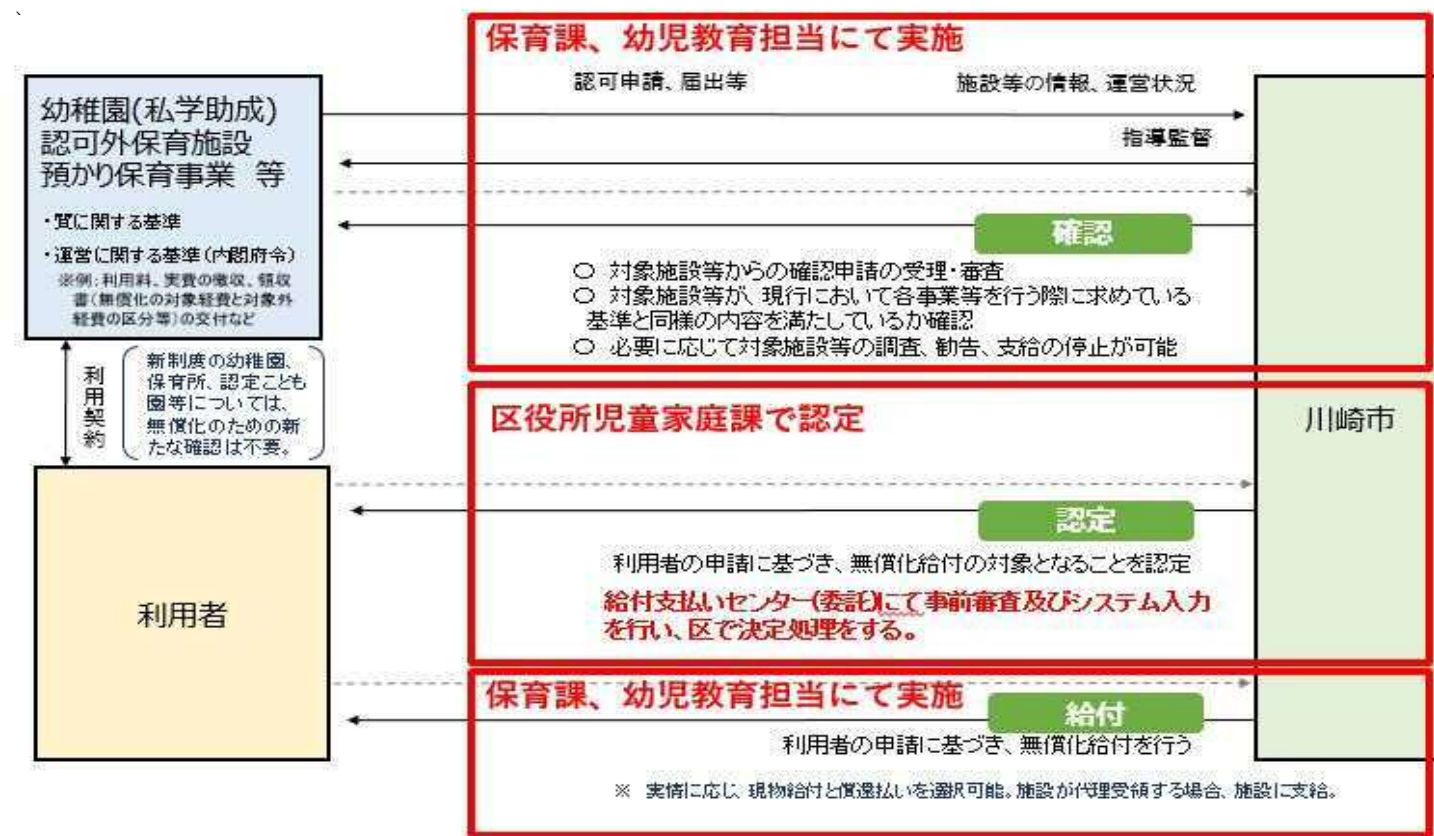 、
保育課、幼児教育担当にて実施
認可申請、届出等
施設等の情報、運営状況
指導監督
幼稚園(私学助成)
認可外保育施設
預かり保育事業 等
・質に関する基準
・運営に関する基準(内閣府令)
※例:利用料、実費の徴収、領収
書(無償化の対象経費と対象外
経費の区分等)の交付など
確認
〇 対象施設等からの確認申請の受理・審査
〇 対象施設等が、現行において各事業等を行う際に求めている
基準と同様の内容を満たしているか確認
〇 必要に応じて対象施設等の調査、勧告、支給の停止が可能
利用契約
新制度の幼稚園、
保育所、認定こども
園等については、
無償化のための新
たな確認は不要。
区役所児童家庭課で認定
川崎市
認定
利用者の申請に基づき、無償化給付の対象となることを認定
給付支払いセンター(委託)にて事前審査及びシステム入力
を行い、区で決定処理をする。
利用者
保育課、幼児教育担当にて実施
給付
利用者の申請に基づき、無償化給付を行う
※ 実情に応じ、現物給付と償還払いを選択可能。施設が代理受領する場合、施設に支給。